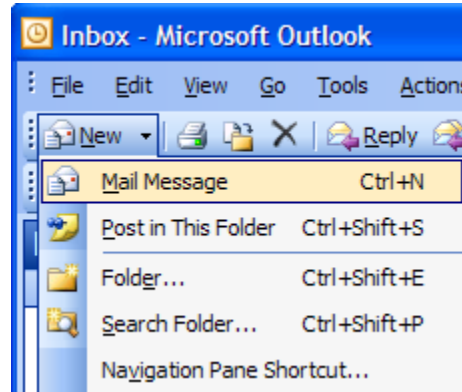 Inbox - Microsoft Outlook
File Edit View Go Tools Actions
New Reply
Mail Message Ctrl+N
Post in This Folder Ctrl+Shift+S
Folder... Ctrl+Shift+E
Search Folder... Ctrl+Shift+P
Navigation Pane Shortcut...